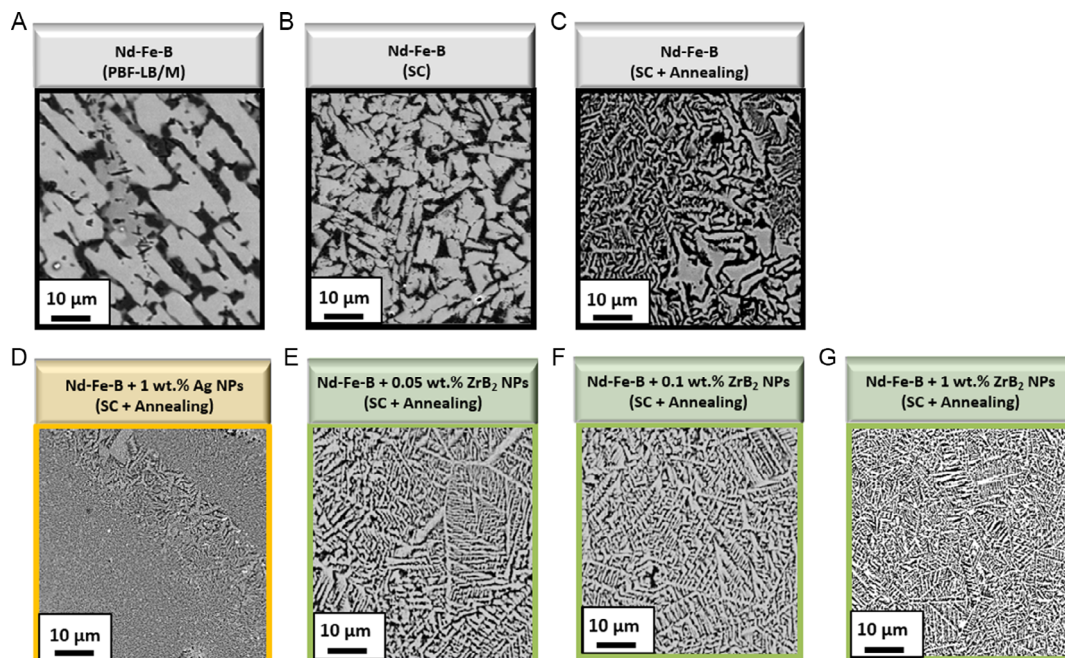 A
Nd-Fe-B
(PBF-LB/M)
10 µm
B
Nd-Fe-B
(SC)
10 µm
C
Nd-Fe-B
(SC + Annealing)
10 µm
D
Nd-Fe-B + 1 wt.% Ag NPs
(SC + Annealing)
10 µm
E
Nd-Fe-B + 0.05 wt.% ZrB₂ NPs
(SC + Annealing)
10 µm
F
Nd-Fe-B + 0.1 wt.% ZrB₂ NPs
(SC + Annealing)
10 µm
G
Nd-Fe-B + 1 wt.% ZrB₂ NPs
(SC + Annealing)
10 µm